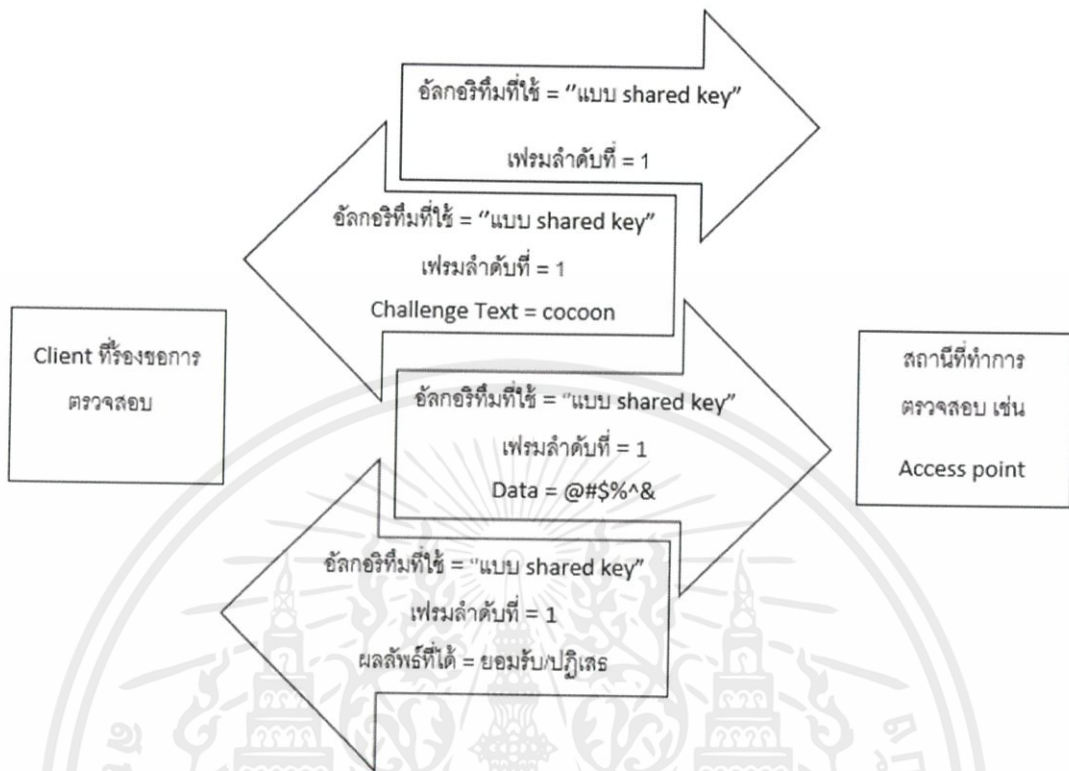 อัลกอริทึมที่ใช้ = "แบบ shared key"
เฟรมลำดับที่ = 1
อัลกอริทึมที่ใช้ = "แบบ shared key"
เฟรมลำดับที่ = 1
Challenge Text = cocoon
Client ที่ร้องขอการ
ตรวจสอบ
อัลกอริทึมที่ใช้ = "แบบ shared key"
เฟรมลำดับที่ = 1
Data = @#$%^&
สถานีที่ทำการ
ตรวจสอบ เช่น
Access point
อัลกอริทึมที่ใช้ = "แบบ shared key"
เฟรมลำดับที่ = 1
ผลลัพธ์ที่ได้ = ยอมรับ/ปฏิเสธ